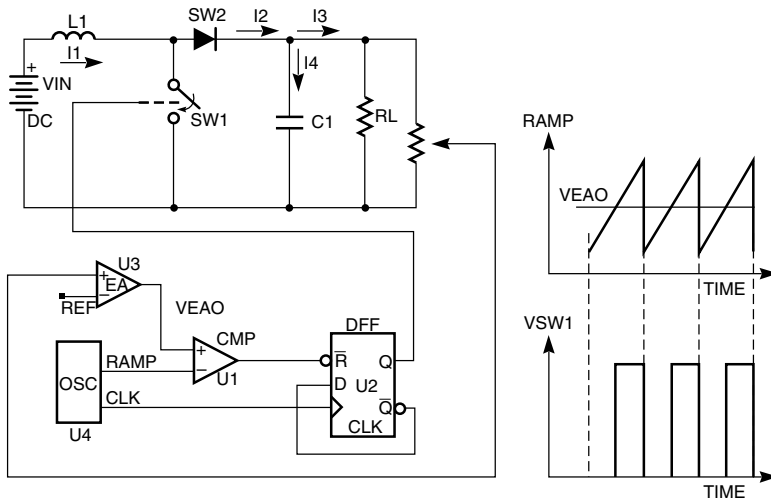 L1
SW2
I2
I3
I1
I4
+
VIN
DC
SW1
C1
RL
RAMP
VEAO
TIME
U3
+
EA
−
REF
VEAO
CMP
+
−
U1
DFF
R
Q
D
U2
Q
CLK
OSC
RAMP
CLK
U4
VSW1
TIME